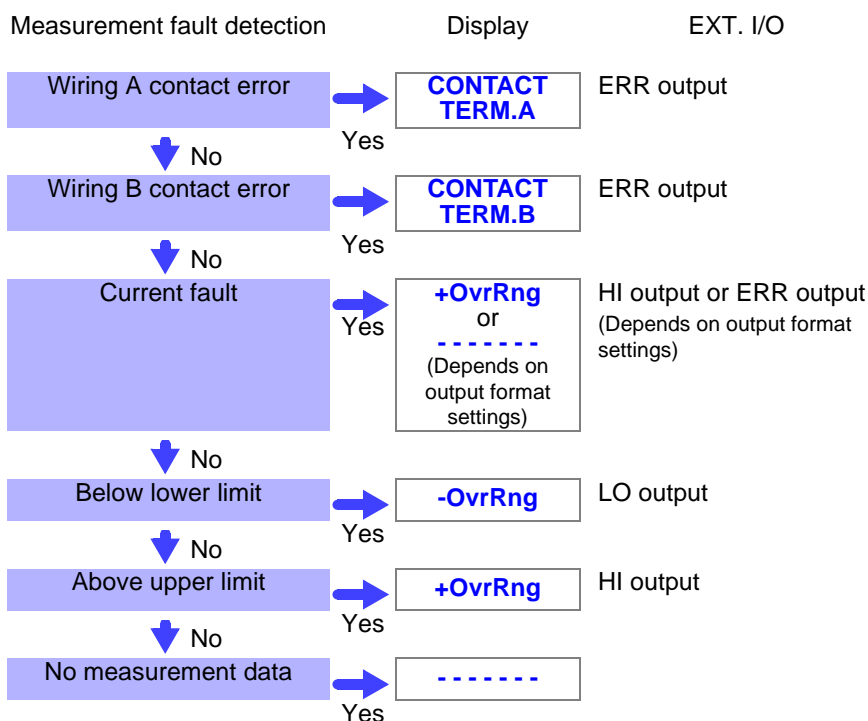 Measurement fault detection Display EXT. I/O
Wiring A contact error
Yes
CONTACT
TERM.A
ERR output
No
Wiring B contact error
Yes
CONTACT
TERM.B
ERR output
No
Current fault
Yes
+OvrRng
or
- - - - - - -
(Depends on
output format
settings)
HI output or ERR output
(Depends on output format
settings)
No
Below lower limit
Yes
-OvrRng
LO output
No
Above upper limit
Yes
+OvrRng
HI output
No
No measurement data
Yes
- - - - - - -